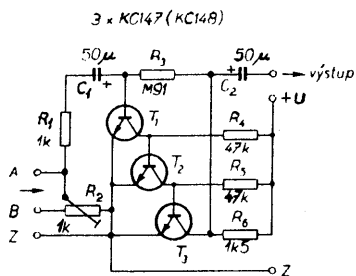 3 x KC147 (KC148)
50µ
R3
50µ
C1
+
M91
+
C2
výstup
+U
R1
1k
T1
R4
47k
A
T2
R5
47k
B
R2
1k
R6
1k5
Z
T3
Z